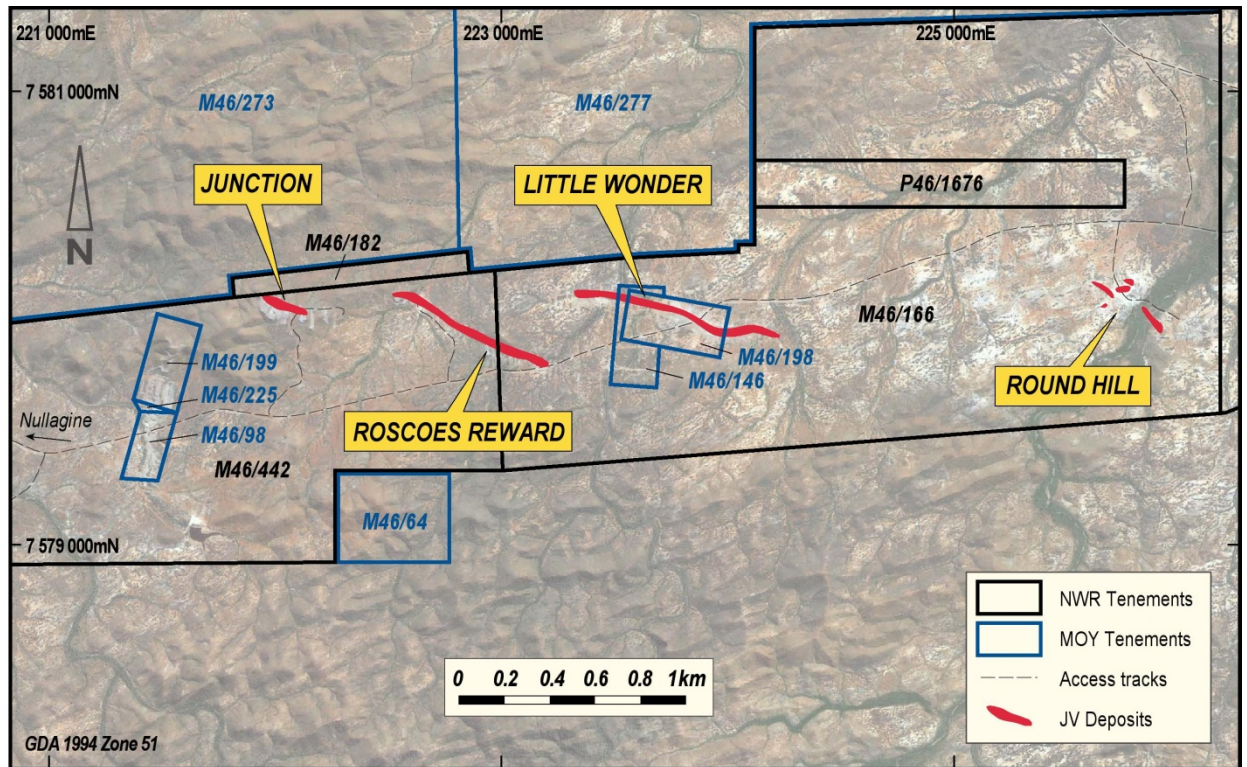 221 000mE
223 000mE
225 000mE
7 581 000mN
M46/273
M46/277
JUNCTION
LITTLE WONDER
P46/1676
N
M46/182
M46/166
M46/199
M46/198
M46/146
M46/225
ROUND HILL
Nullagine
M46/98
ROSCOES REWARD
M46/442
M46/64
7 579 000mN
NWR Tenements
MOY Tenements
0 0.2 0.4 0.6 0.8 1km
Access tracks
JV Deposits
GDA 1994 Zone 51